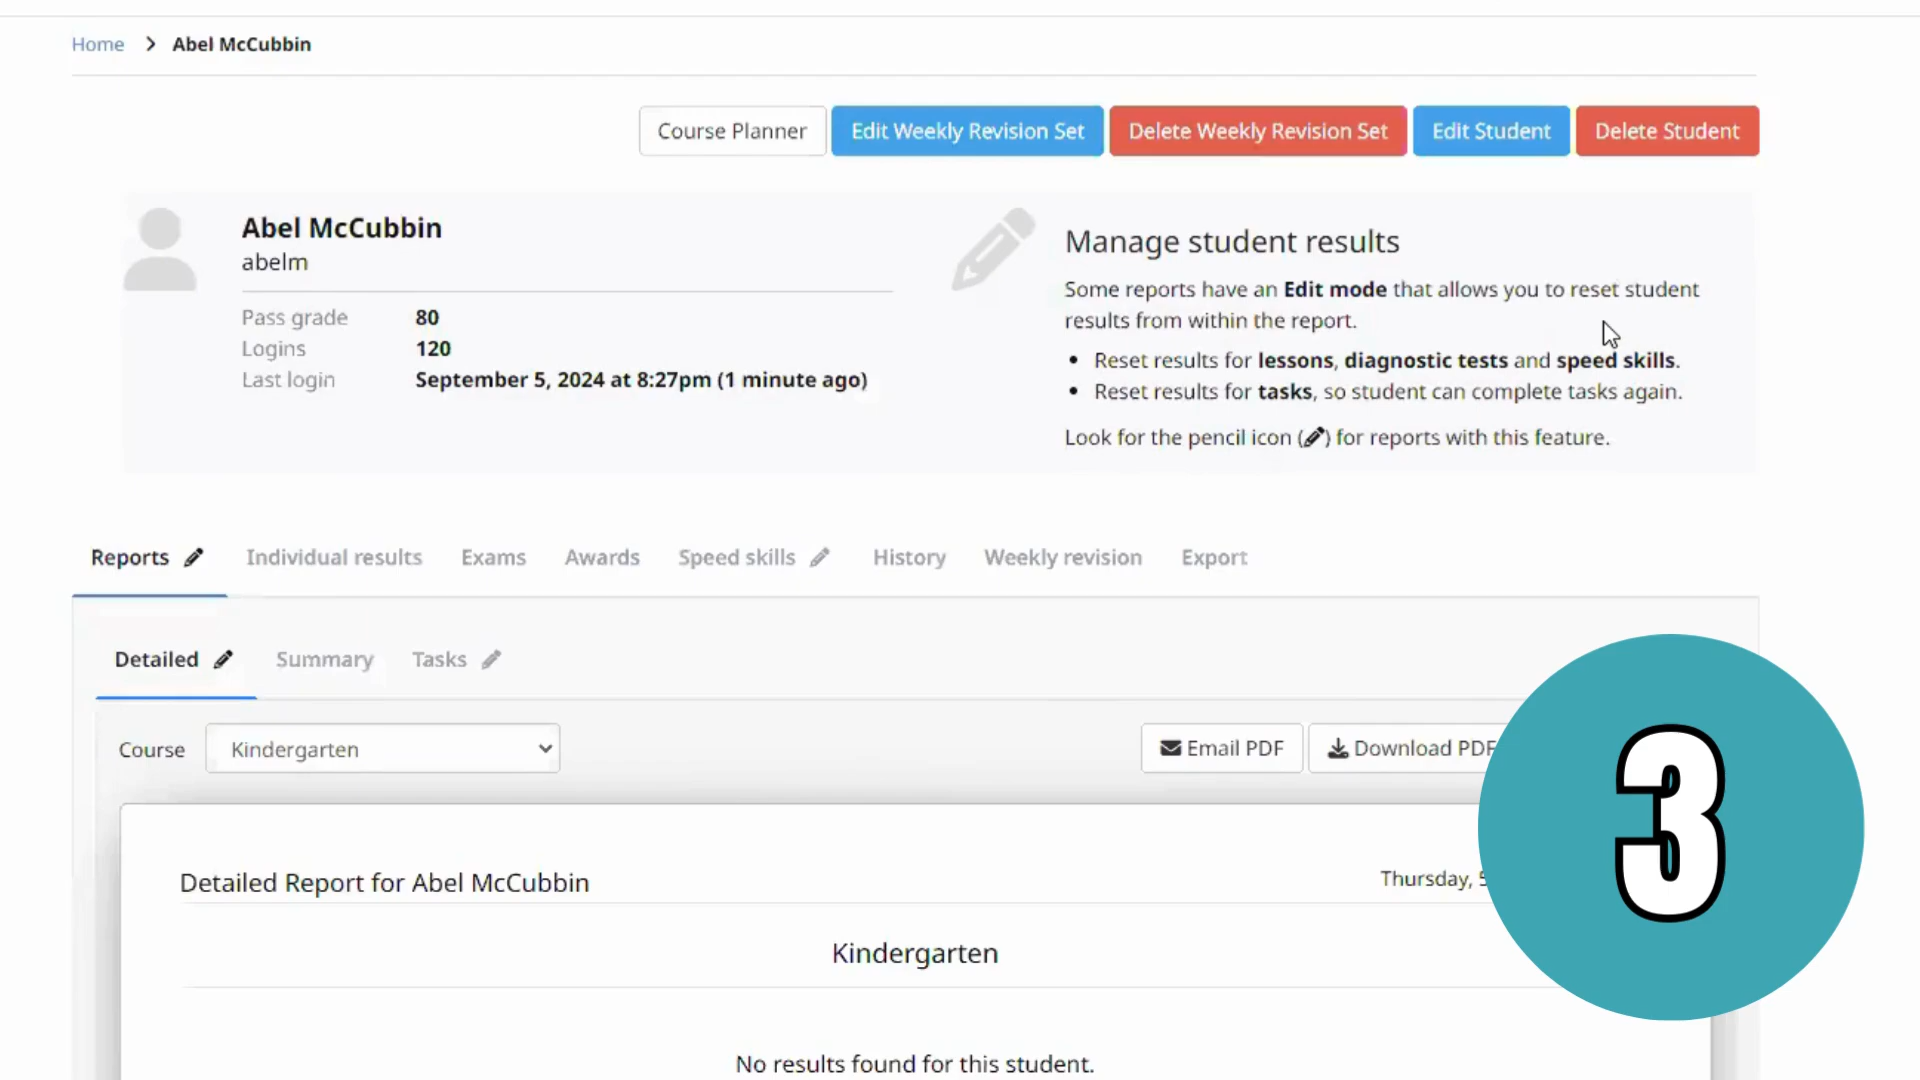 Home > Abel McCubbin
Course Planner Edit Weekly Revision Set Delete Weekly Revision Set Edit Student Delete Student
Abel McCubbin
abelm
Pass grade 80
Logins 120
Last login September 5, 2024 at 8:27pm (1 minute ago)
Manage student results
Some reports have an Edit mode that allows you to reset student
results from within the report.
• Reset results for lessons, diagnostic tests and speed skills.
• Reset results for tasks, so student can complete tasks again.
Look for the pencil icon () for reports with this feature.
Reports Individual results Exams Awards Speed skills History Weekly revision Export
Detailed Summary Tasks
Course Kindergarten Email PDF Download PDF
Detailed Report for Abel McCubbin Thursday,
Kindergarten
No results found for this student.
3